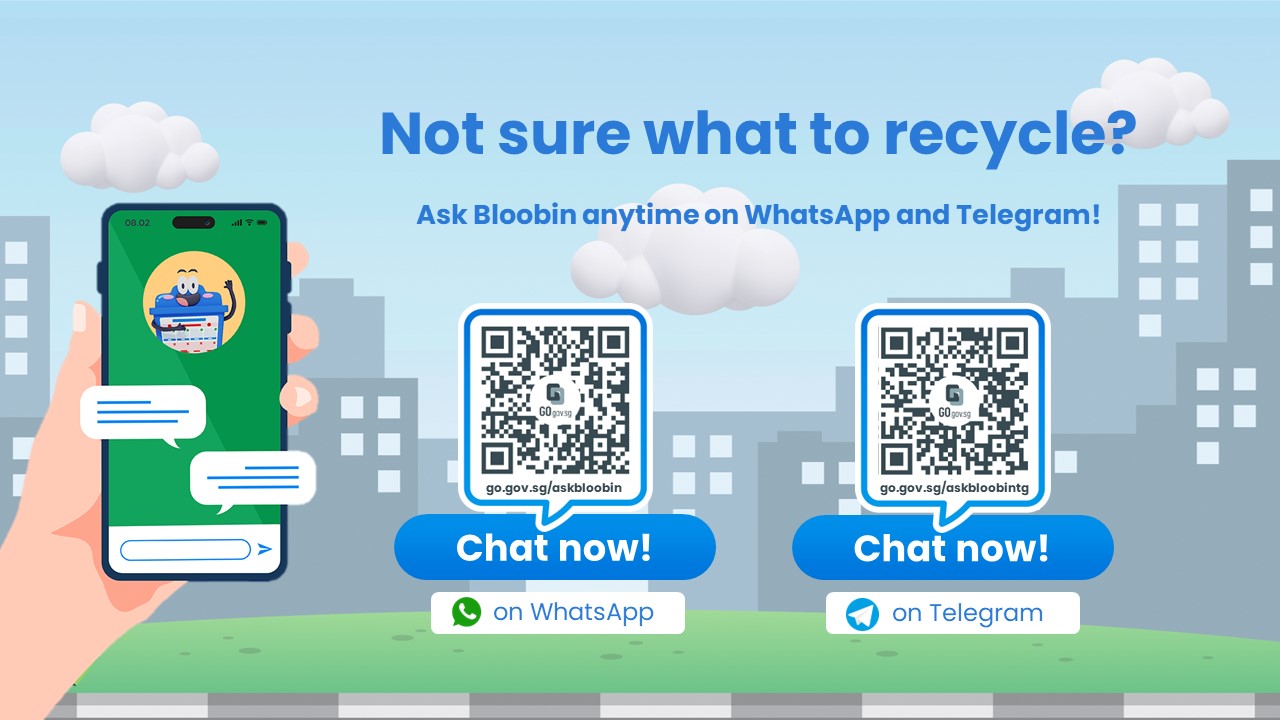 Not sure what to recycle?
Ask Bloobin anytime on WhatsApp and Telegram!
08.02
GO gov.sg
go.gov.sg/askbloobin
Chat now!
on WhatsApp
GO gov.sg
go.gov.sg/askbloobintg
Chat now!
on Telegram